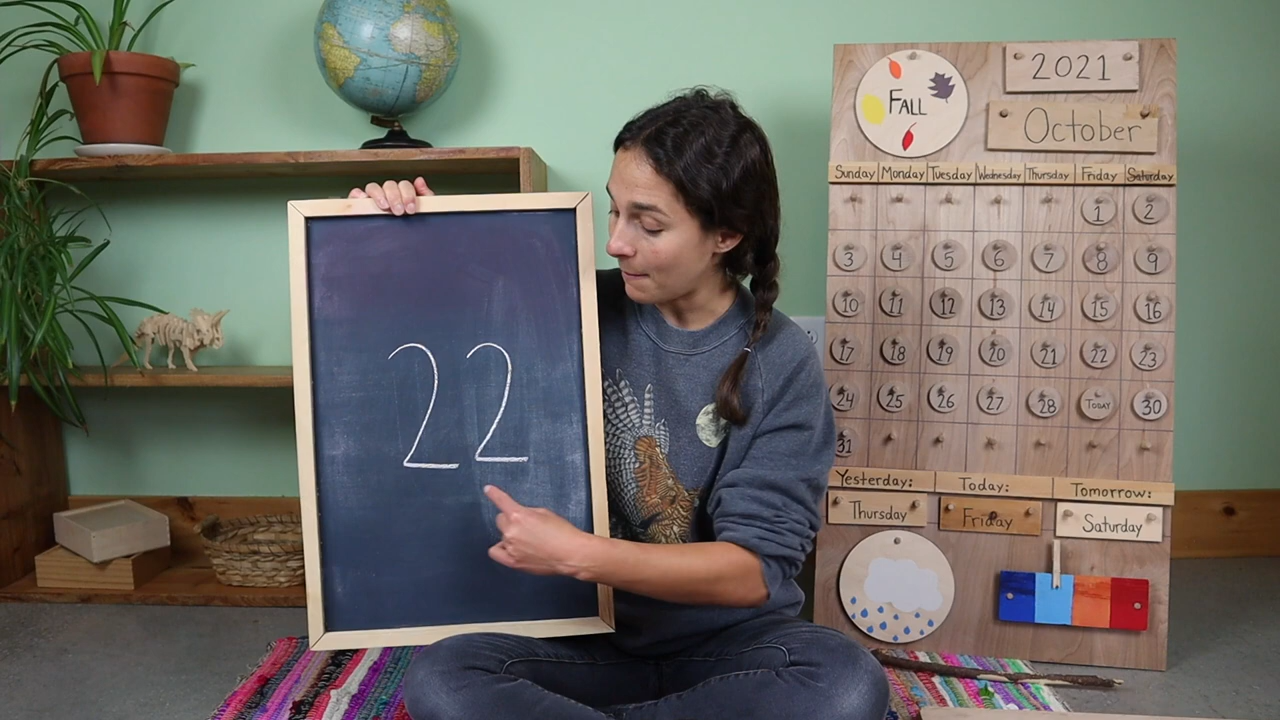 22
FALL
2021
October
Sunday Monday Tuesday Wednesday Thursday Friday Saturday
1 2
3 4 5 6 7 8 9
10 11 12 13 14 15 16
17 18 19 20 21 22 23
24 25 26 27 28 TODAY 30
31
Yesterday: Today: Tomorrow:
Thursday Friday Saturday